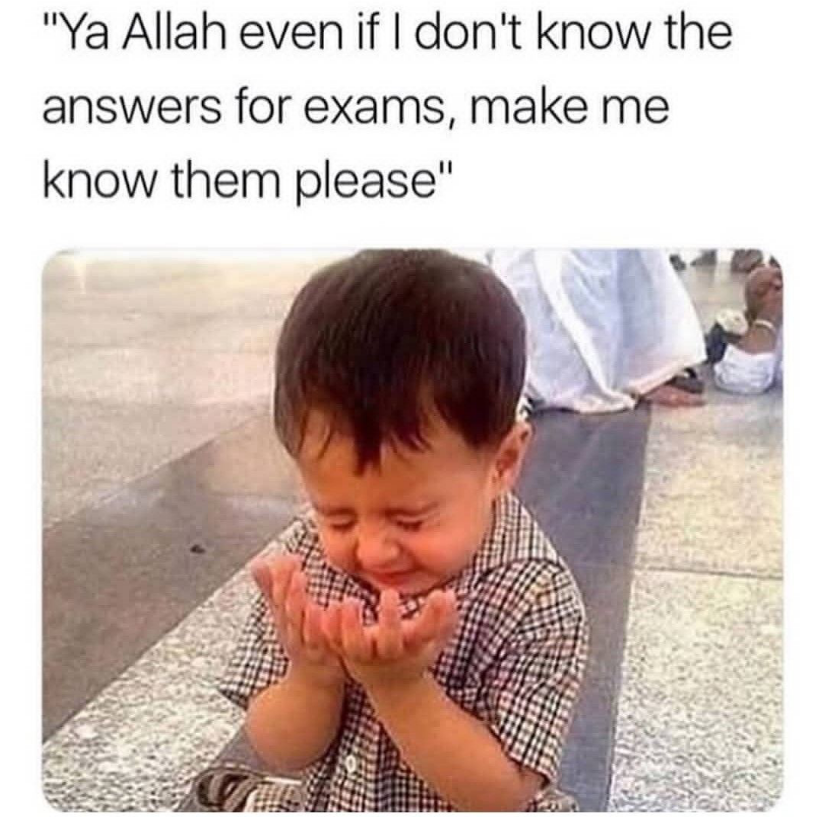 "Ya Allah even if I don't know the
answers for exams, make me
know them please"